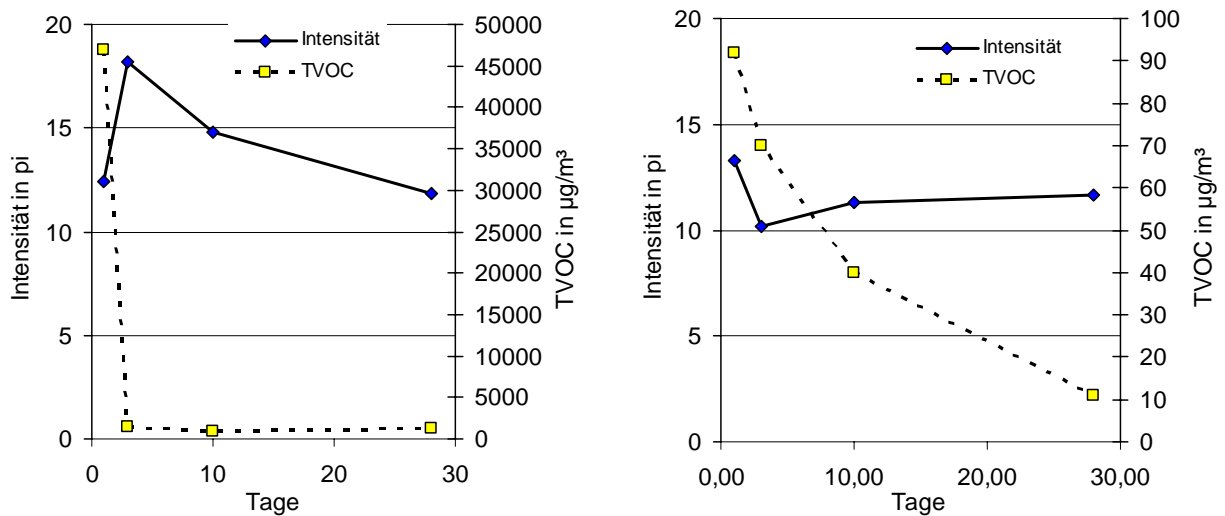 20
15
10
5
0
Intensität in pi
50000
45000
40000
35000
30000
25000
20000
15000
10000
5000
0
TVOC in µg/m³
Intensität
TVOC
0 10 20 30
Tage
20
15
10
5
0
Intensität in pi
100
90
80
70
60
50
40
30
20
10
0
TVOC in µg/m³
Intensität
TVOC
0,00 10,00 20,00 30,00
Tage